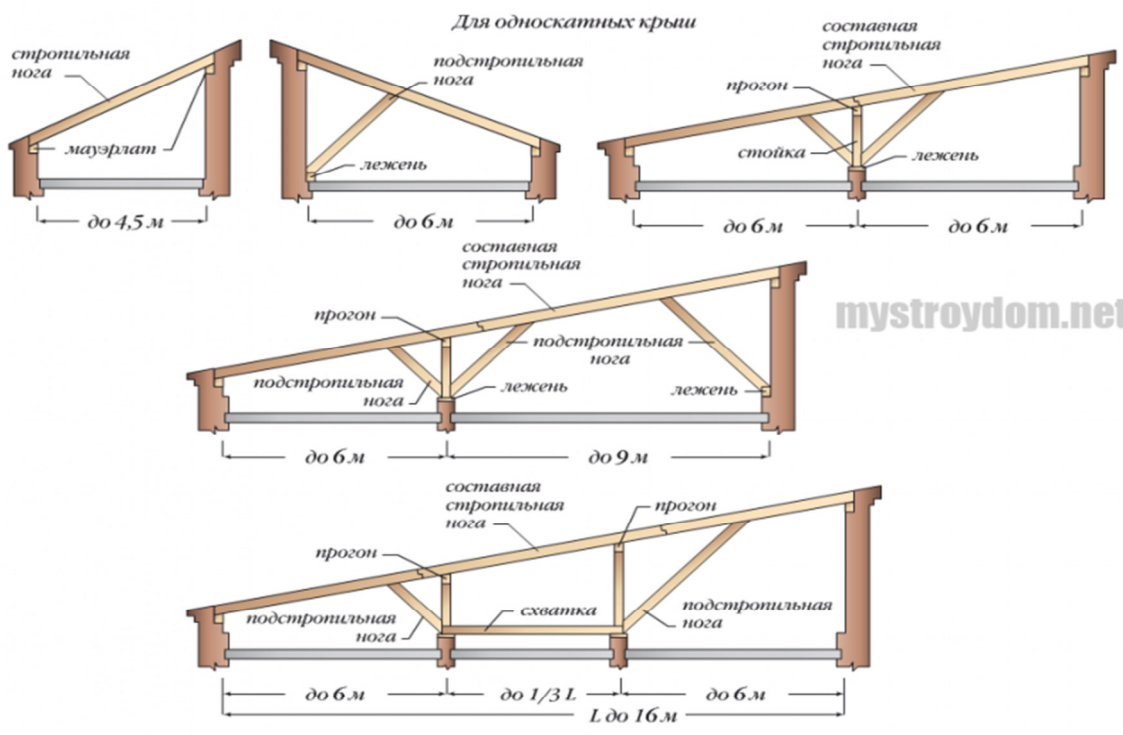 Для односкатных крыш
стропильная
нога
мауэрлат
до 4,5 м
подстропильная
нога
лежень
до 6 м
составная
стропильная
нога
прогон
стойка
лежень
до 6 м
до 6 м
составная
стропильная
нога
прогон
подстропильная
нога
подстропильная
нога
лежень
лежень
до 6 м
до 9 м
mystroydom.net
составная
стропильная
нога
прогон
прогон
схватка
подстропильная
нога
подстропильная
нога
до 6 м
до 1/3 L
до 6 м
L до 16 м